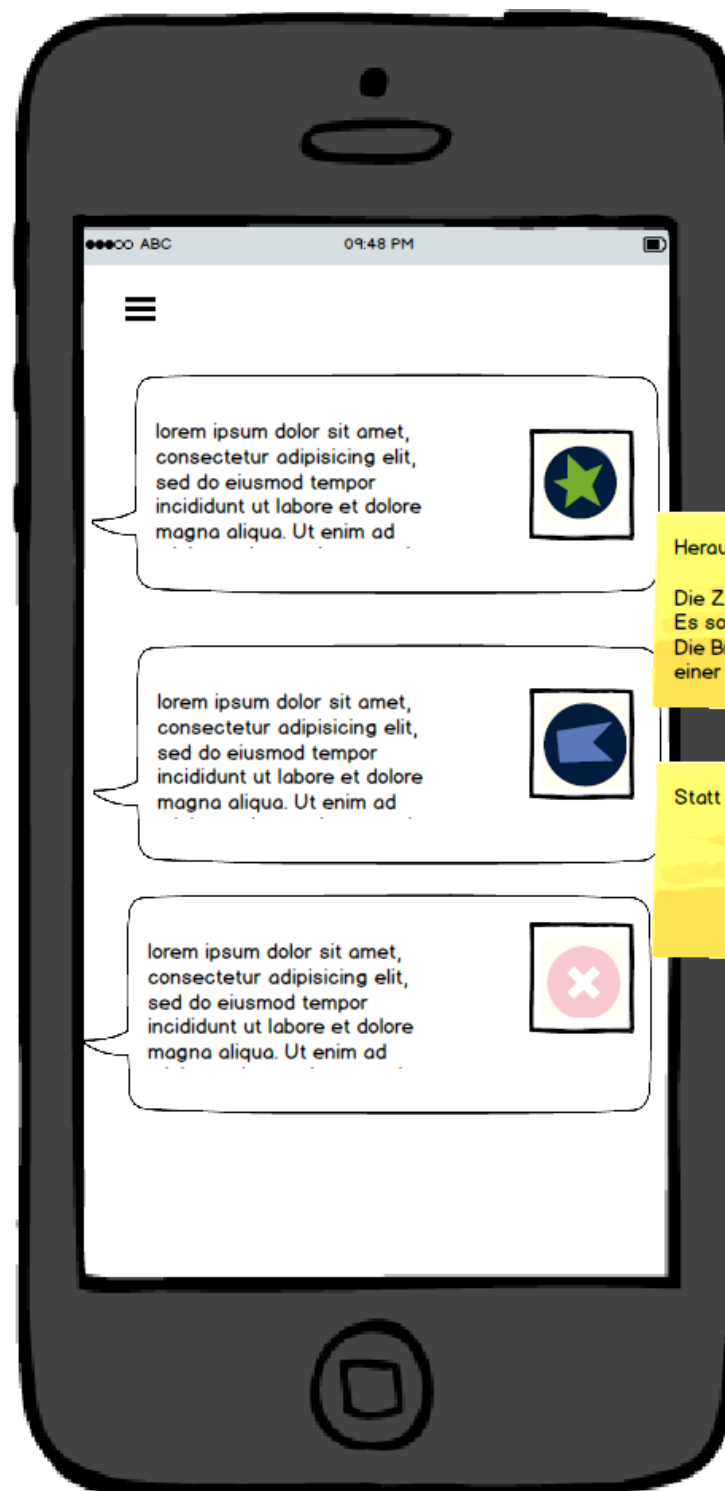 ABC
09:48 PM
lorem ipsum dolor sit amet,
consectetur adipisicing elit,
sed do eiusmod tempor
incididunt ut labore et dolore
magna aliqua. Ut enim ad
Herau
Die Z
Es so
Die B
einer
lorem ipsum dolor sit amet,
consectetur adipisicing elit,
sed do eiusmod tempor
incididunt ut labore et dolore
magna aliqua. Ut enim ad
Statt
lorem ipsum dolor sit amet,
consectetur adipisicing elit,
sed do eiusmod tempor
incididunt ut labore et dolore
magna aliqua. Ut enim ad